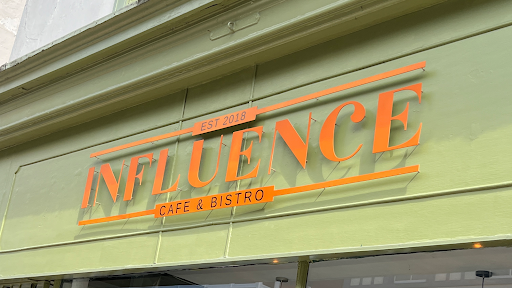 EST 2018
INFLUENCE
CAFE & BISTRO